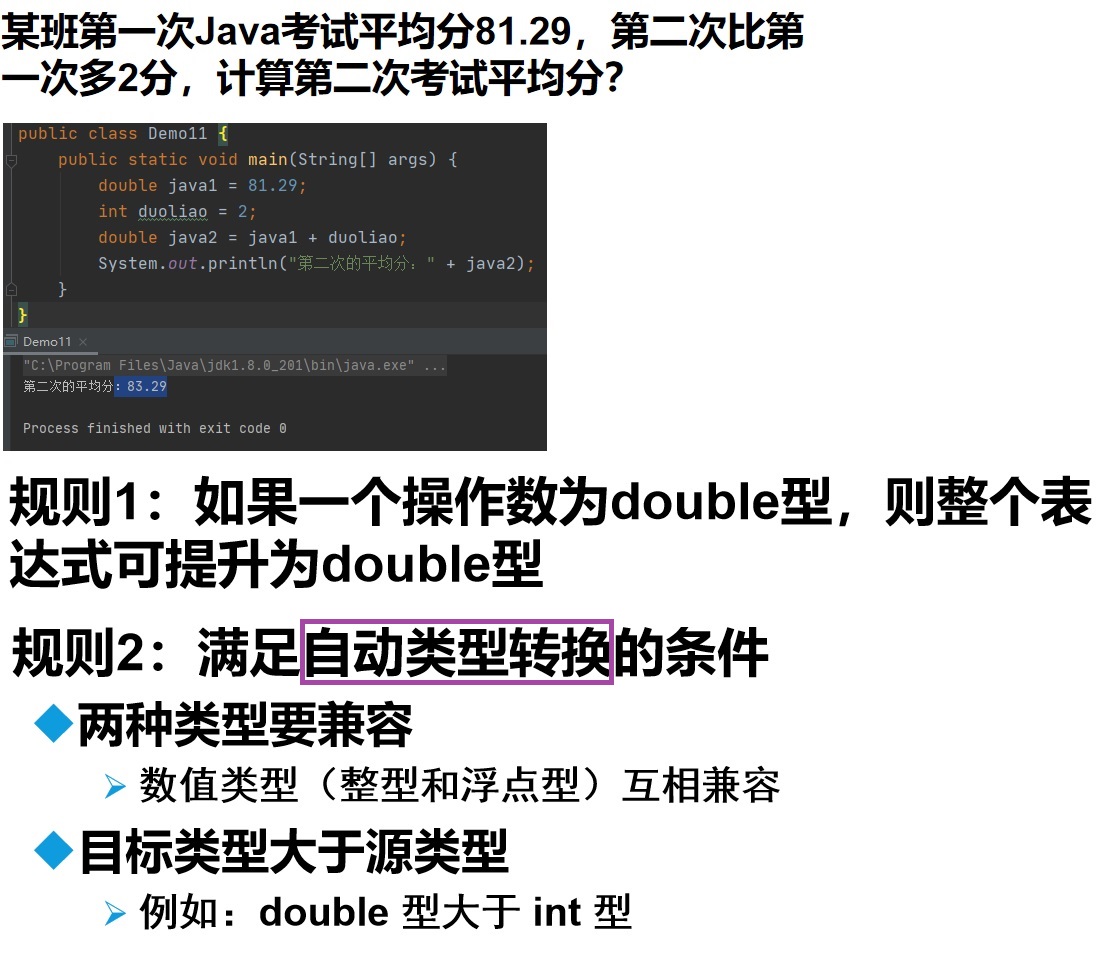 某班第一次Java考试平均分81.29，第二次比第
一次多2分，计算第二次考试平均分？
public class Demo11 {
public static void main(String[] args) {
double java1 = 81.29;
int duoliao = 2;
double java2 = java1 + duoliao;
System.out.println("第二次的平均分：" + java2);
}
}
Demo11 ×
"C:\Program Files\Java\jdk1.8.0_201\bin\java.exe" ...
第二次的平均分：83.29
Process finished with exit code 0
规则1：如果一个操作数为double型，则整个表
达式可提升为double型
规则2：满足自动类型转换的条件
两种类型要兼容
数值类型（整型和浮点型）互相兼容
目标类型大于源类型
例如：double 型大于 int 型